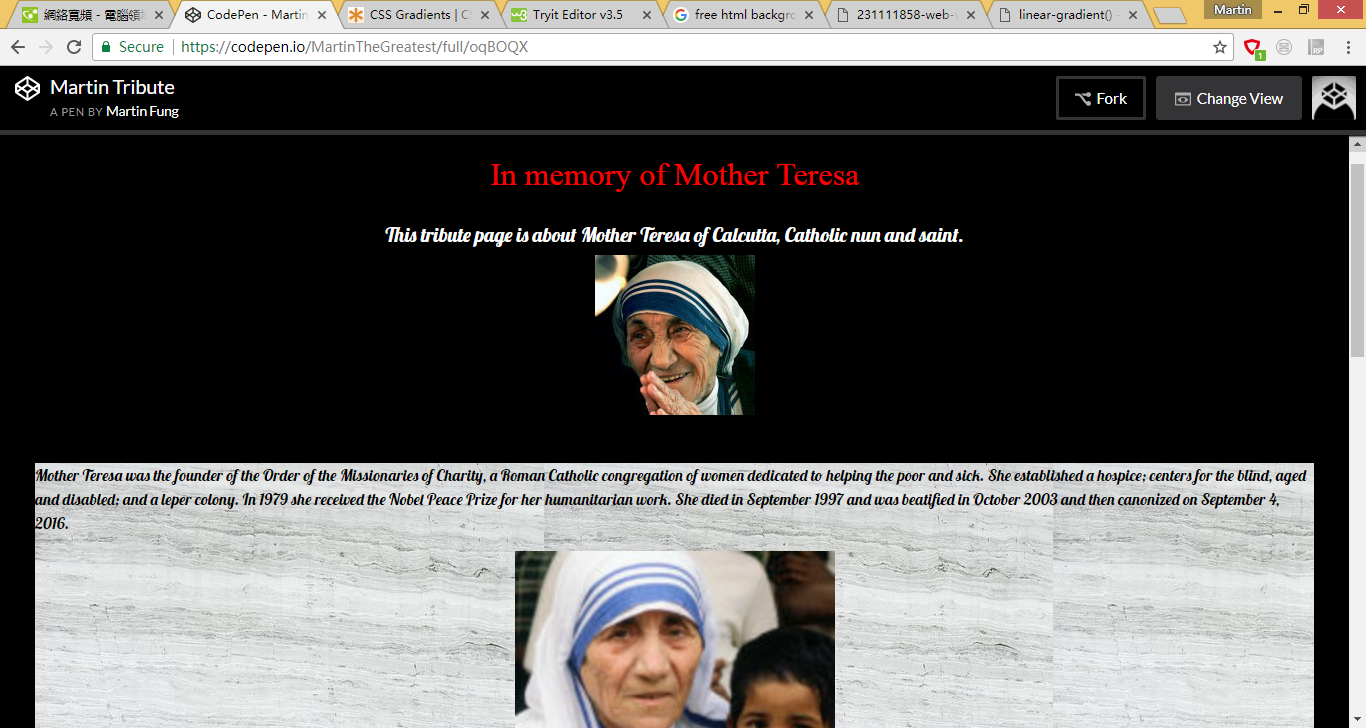 網絡寬頻 - 電腦領
CodePen - Martin
CSS Gradients | C
Tryit Editor v3.5
free html backgro
231111858-web-
linear-gradient() -
Martin
Secure
https://codepen.io/MartinTheGreatest/full/oqBOQX
1
RP
Martin Tribute
A PEN BY Martin Fung
Fork
Change View
In memory of Mother Teresa
This tribute page is about Mother Teresa of Calcutta, Catholic nun and saint.
Mother Teresa was the founder of the Order of the Missionaries of Charity, a Roman Catholic congregation of women dedicated to helping the poor and sick. She established a hospice; centers for the blind, aged
and disabled; and a leper colony. In 1979 she received the Nobel Peace Prize for her humanitarian work. She died in September 1997 and was beatified in October 2003 and then canonized on September 4,
2016.